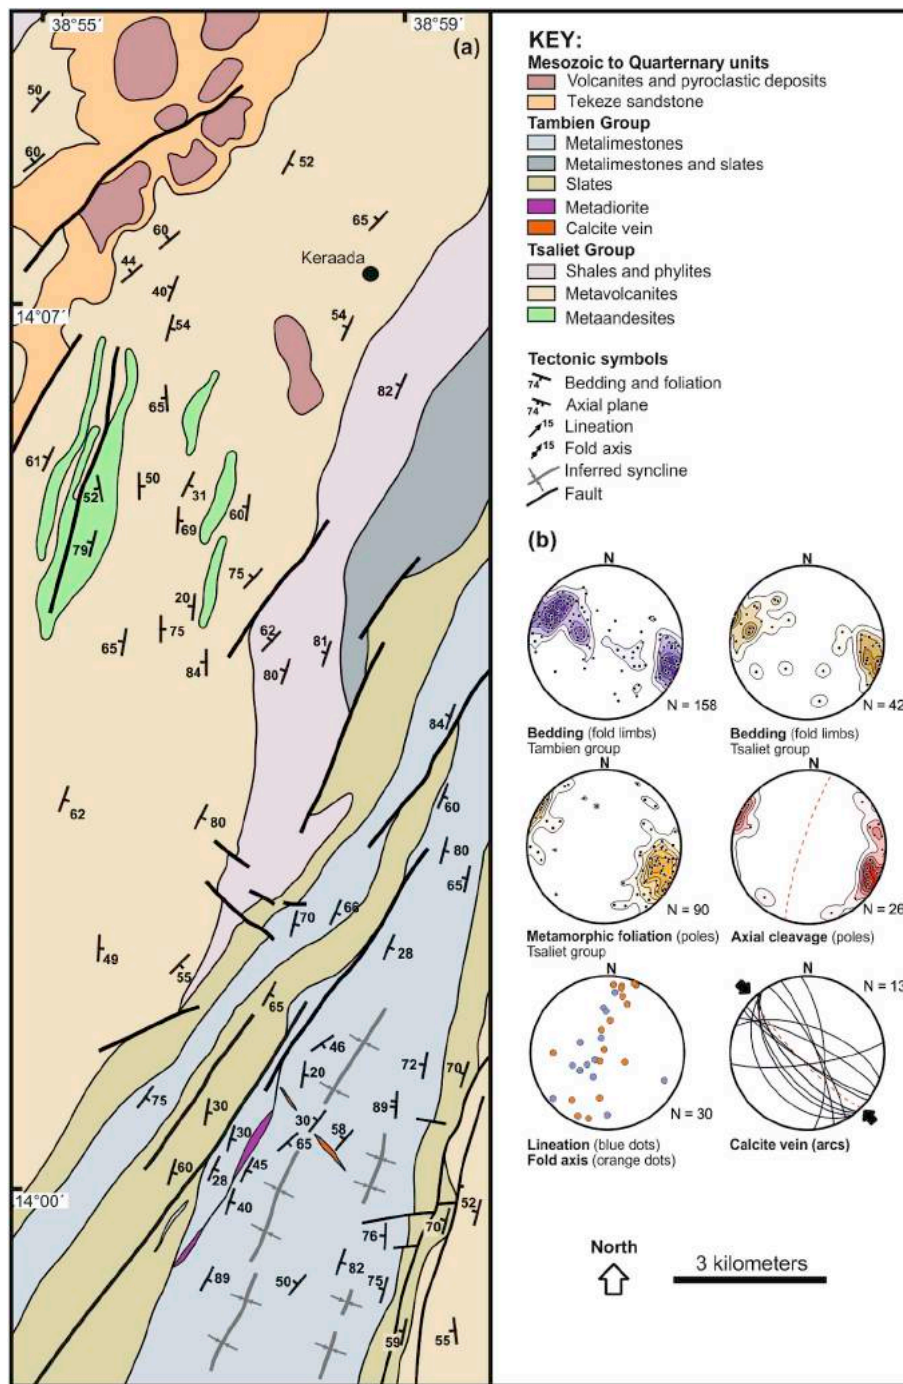 38°55´
38°59´
(a)
50
60
52
65
60
Keraada
44
40
14°07´
54
54
82
65
61
52
50
31
60
69
79
75
20
75
62
81
65
84
80
84
62
60
80
80
65
70
66
49
55
28
65
46
72
70
20
75
30
89
30
30
58
65
60
28
45
14°00´
40
52
70
76
89
50
82
75
59
55
KEY:
Mesozoic to Quarternary units
Volcanites and pyroclastic deposits
Tekeze sandstone
Tambien Group
Metalimestones
Metalimestones and slates
Slates
Metadiorite
Calcite vein
Tsaliet Group
Shales and phylites
Metavolcanites
Metaandesites
Tectonic symbols
74 Bedding and foliation
74 Axial plane
15 Lineation
15 Fold axis
Inferred syncline
Fault
(b)
N
N
N = 158
N = 42
Bedding (fold limbs)
Tambien group
Bedding (fold limbs)
Tsaliet group
N
N
N = 90
N = 26
Metamorphic foliation (poles)
Tsaliet group
Axial cleavage (poles)
N
N
N = 13
N = 30
Lineation (blue dots)
Fold axis (orange dots)
Calcite vein (arcs)
North
3 kilometers